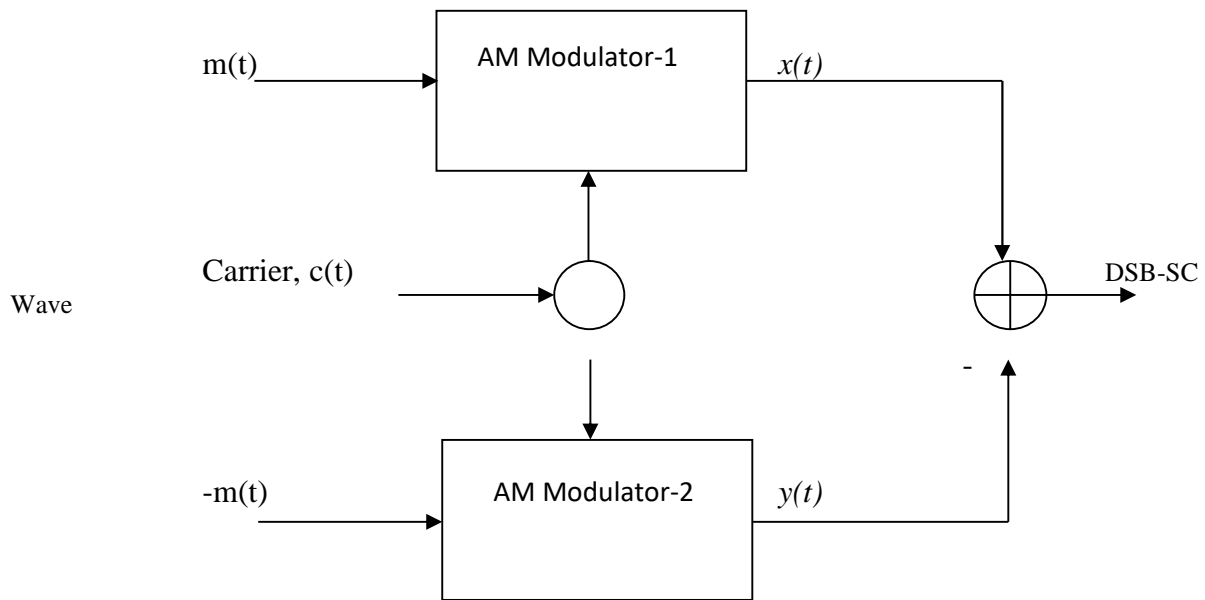 m(t)
AM Modulator-1
x(t)
Carrier, c(t)
DSB-SC
Wave
-
-m(t)
AM Modulator-2
y(t)